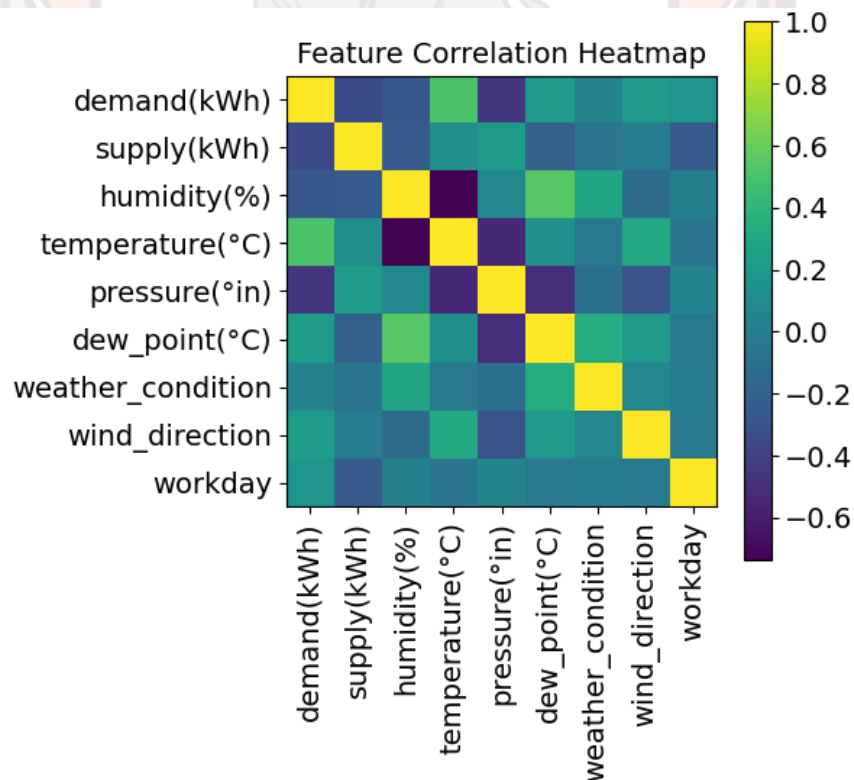 Feature Correlation Heatmap
demand(kWh)
supply(kWh)
humidity(%)
temperature(°C)
pressure(°in)
dew_point(°C)
weather_condition
wind_direction
workday
demand(kWh)
supply(kWh)
humidity(%)
temperature(°C)
pressure(°in)
dew_point(°C)
weather_condition
wind_direction
workday
1.0
0.8
0.6
0.4
0.2
0.0
−0.2
−0.4
−0.6